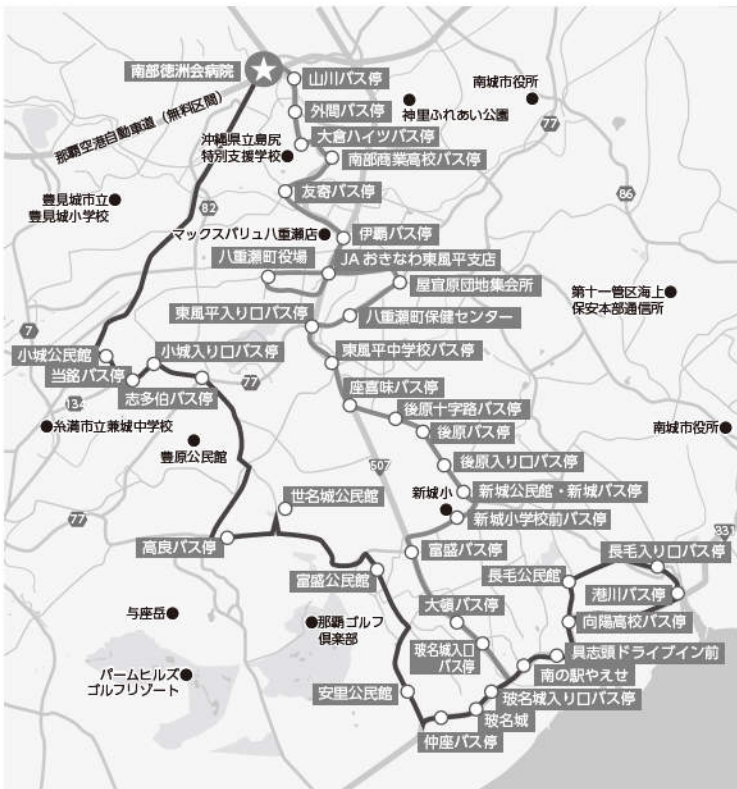 南部徳洲会病院
山川バス停
南城市役所
外間バス停
神里ふれあい公園
77
那覇空港自動車道（無料区間）
沖縄県立島尻
特別支援学校
大倉ハイツバス停
南部商業高校バス停
86
豊見城市立
豊見城小学校
82
友寄バス停
マックスバリュ八重瀬店
伊覇バス停
八重瀬町役場
JAおきなわ東風平支店
屋宜原団地集会所
第十一管区海上
保安本部通信所
7
東風平入り口バス停
八重瀬町保健センター
小城公民館
小城入り口バス停
東風平中学校バス停
当銘バス停
77
志多伯バス停
座喜味バス停
134
後原十字路バス停
糸満市立兼城中学校
後原バス停
南城市役所
豊原公民館
507
後原入り口バス停
世名城公民館
新城小
新城公民館・新城バス停
77
新城小学校前バス停
331
高良バス停
富盛バス停
長毛入り口バス停
富盛公民館
長毛公民館
港川バス停
与座岳
那覇ゴルフ
倶楽部
大頓バス停
向陽高校バス停
玻名城入口
バス停
具志頭ドライブイン前
パームヒルズ
ゴルフリゾート
南の駅やえせ
安里公民館
玻名城入り口バス停
玻名城
仲座バス停